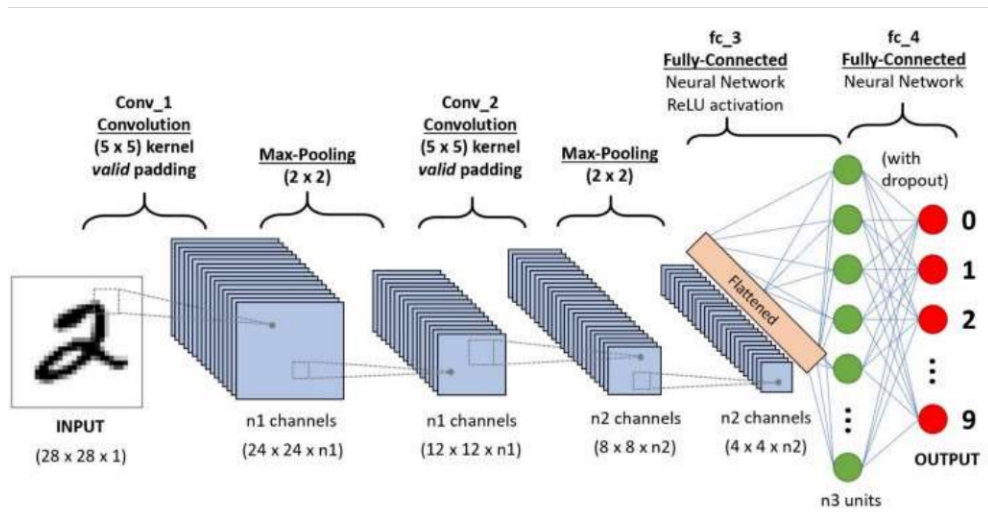 fc_3
Fully-Connected
Neural Network
ReLU activation
fc_4
Fully-Connected
Neural Network
Conv_1
Convolution
(5 x 5) kernel
valid padding
Max-Pooling
(2 x 2)
Conv_2
Convolution
(5 x 5) kernel
valid padding
Max-Pooling
(2 x 2)
(with
dropout)
Flattened
0
1
2
9
2
INPUT
(28 x 28 x 1)
n1 channels
(24 x 24 x n1)
n1 channels
(12 x 12 x n1)
n2 channels
(8 x 8 x n2)
n2 channels
(4 x 4 x n2)
OUTPUT
n3 units